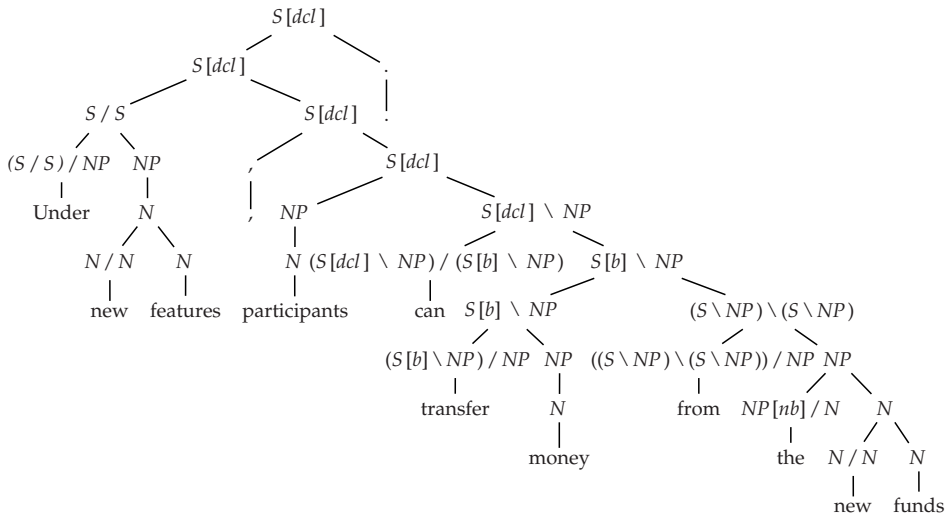 S[dcl]
S[dcl] .
S / S S[dcl] .
(S / S) / NP NP , S[dcl]
Under N , NP S[dcl] \ NP
N / N N N (S[dcl] \ NP) / (S[b] \ NP) S[b] \ NP
new features participants can S[b] \ NP (S \ NP) \ (S \ NP)
(S[b] \ NP) / NP NP ((S \ NP) \ (S \ NP)) / NP NP
transfer N from NP[nb] / N N
money the N / N N
new funds